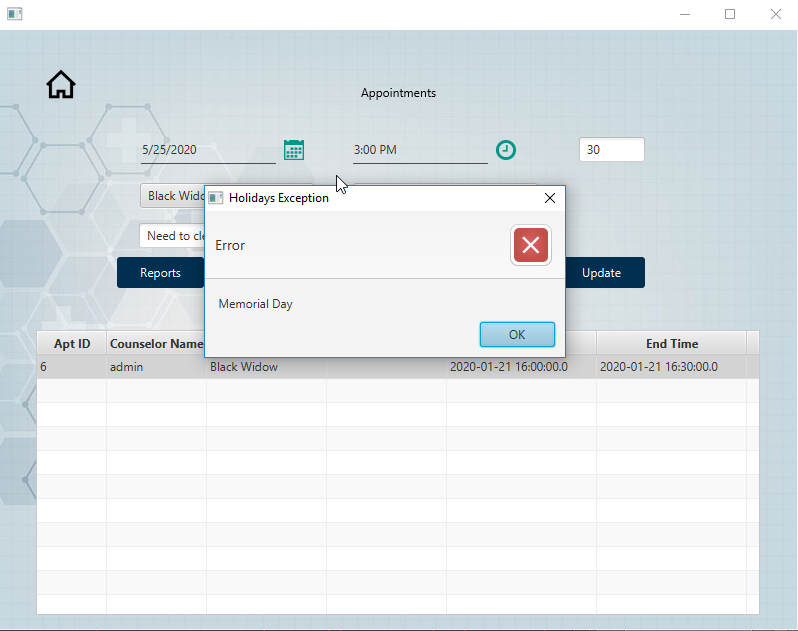 Appointments
5/25/2020 3:00 PM 30
Black
Holidays Exception
Need to
Error
Reports Update
Memorial Day
OK
Apt ID Counselor Name End Time
6 admin Black Widow 2020-01-21 16:00:00.0 2020-01-21 16:30:00.0